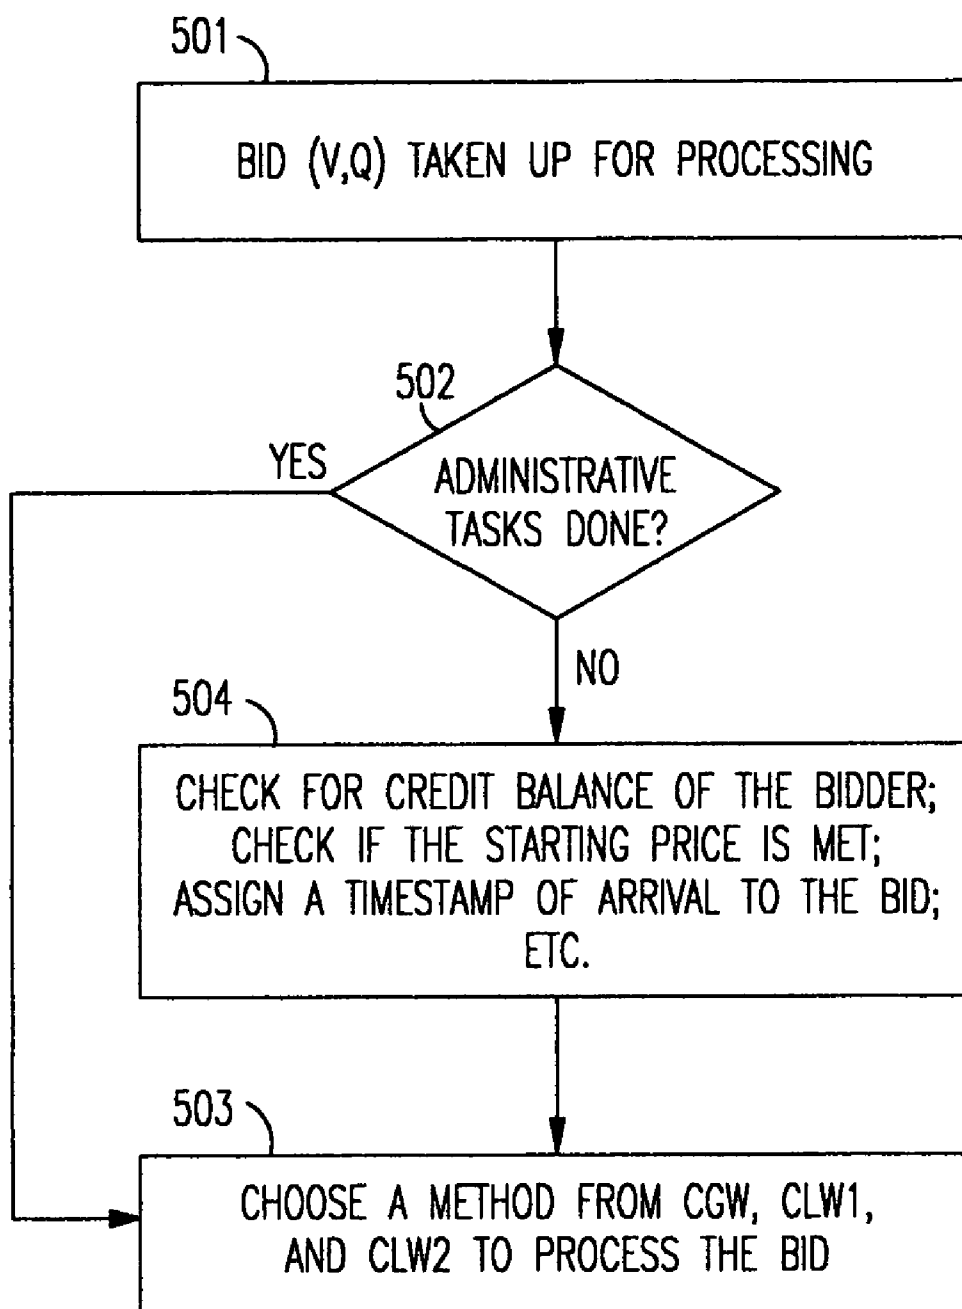 501
BID (V,Q) TAKEN UP FOR PROCESSING
502
YES
ADMINISTRATIVE
TASKS DONE?
NO
504
CHECK FOR CREDIT BALANCE OF THE BIDDER;
CHECK IF THE STARTING PRICE IS MET;
ASSIGN A TIMESTAMP OF ARRIVAL TO THE BID;
ETC.
503
CHOOSE A METHOD FROM CGW, CLW1,
AND CLW2 TO PROCESS THE BID